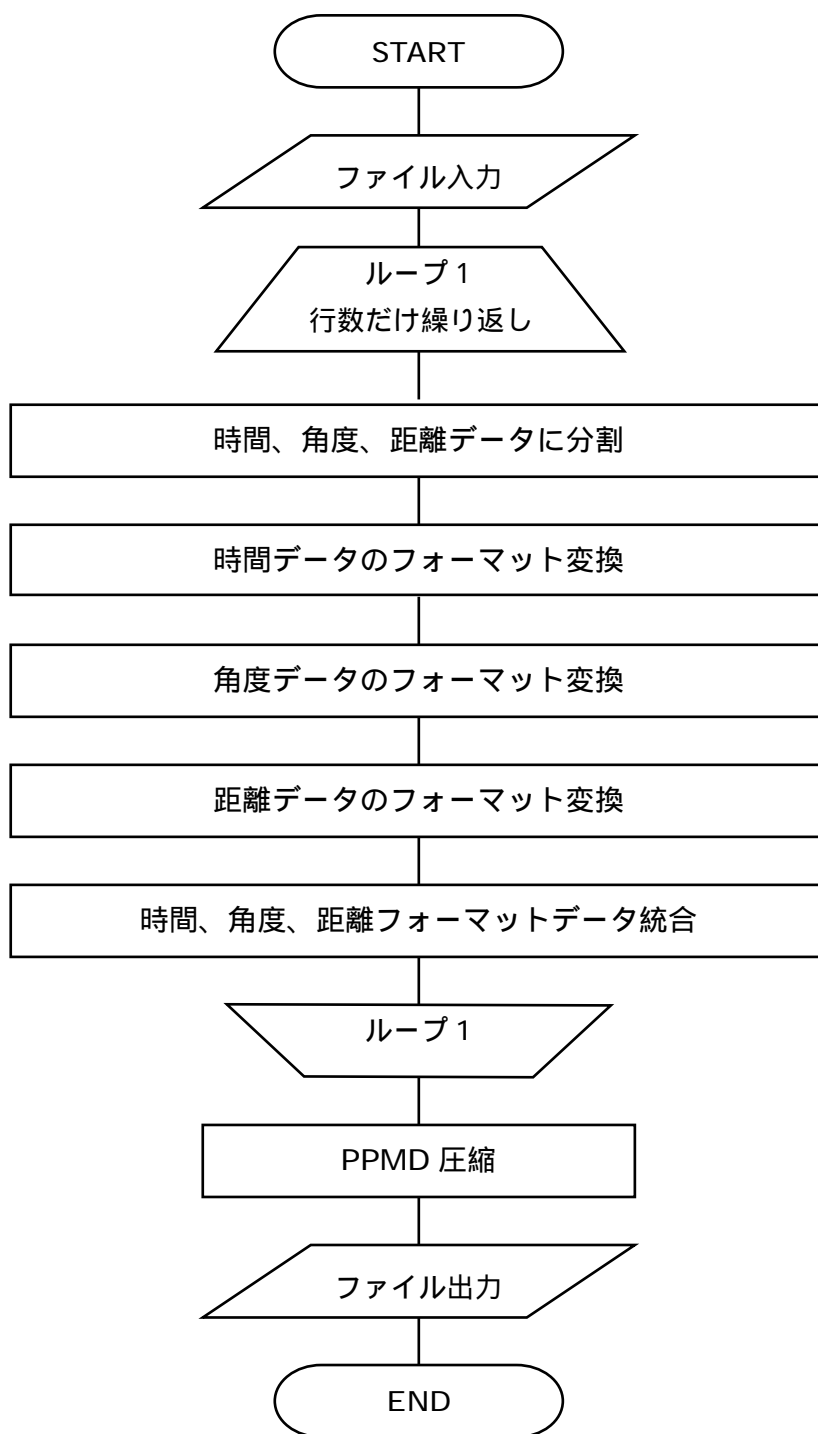 START
ファイル入力
ループ 1
行数だけ繰り返し
時間、角度、距離データに分割
時間データのフォーマット変換
角度データのフォーマット変換
距離データのフォーマット変換
時間、角度、距離フォーマットデータ統合
ループ 1
PPMD 圧縮
ファイル出力
END